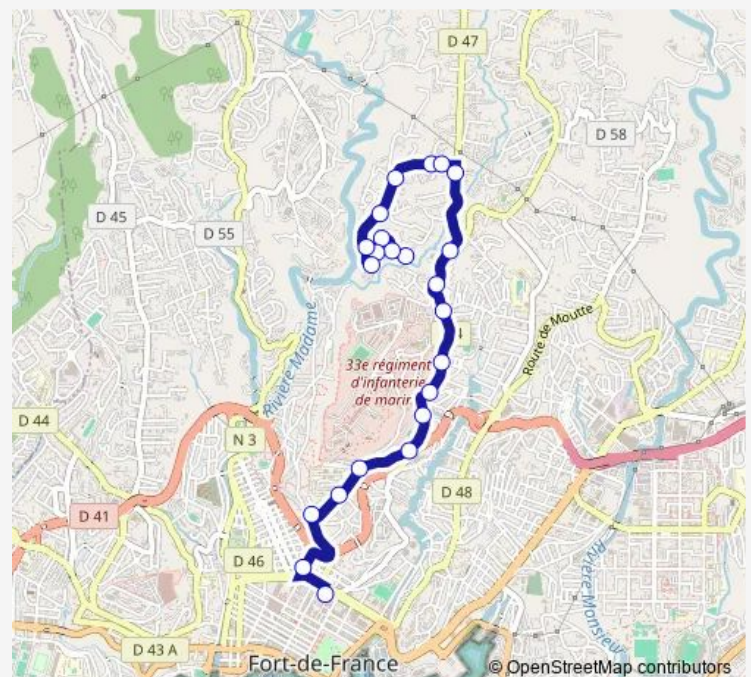 D 47
D 58
D 45
D 55
Rivière Madame
Route de Moutte
33e régiment
d'infanterie
de marin
D 44
N 3
D 41
D 48
D 46
Rivière Monsieur
D 43 A
Fort-de-France
© OpenStreetMap contributors